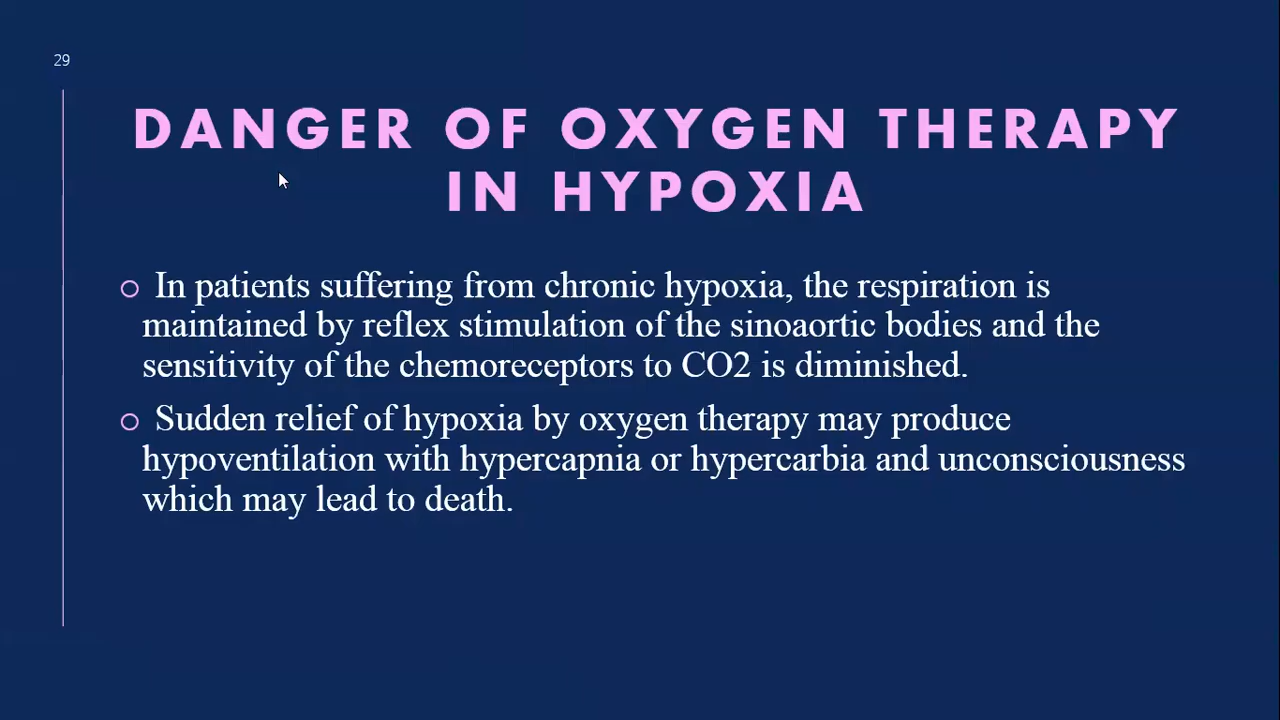 29
DANGER OF OXYGEN THERAPY
IN HYPOXIA
In patients suffering from chronic hypoxia, the respiration is
maintained by reflex stimulation of the sinoaortic bodies and the
sensitivity of the chemoreceptors to CO2 is diminished.
Sudden relief of hypoxia by oxygen therapy may produce
hypoventilation with hypercapnia or hypercarbia and unconsciousness
which may lead to death.